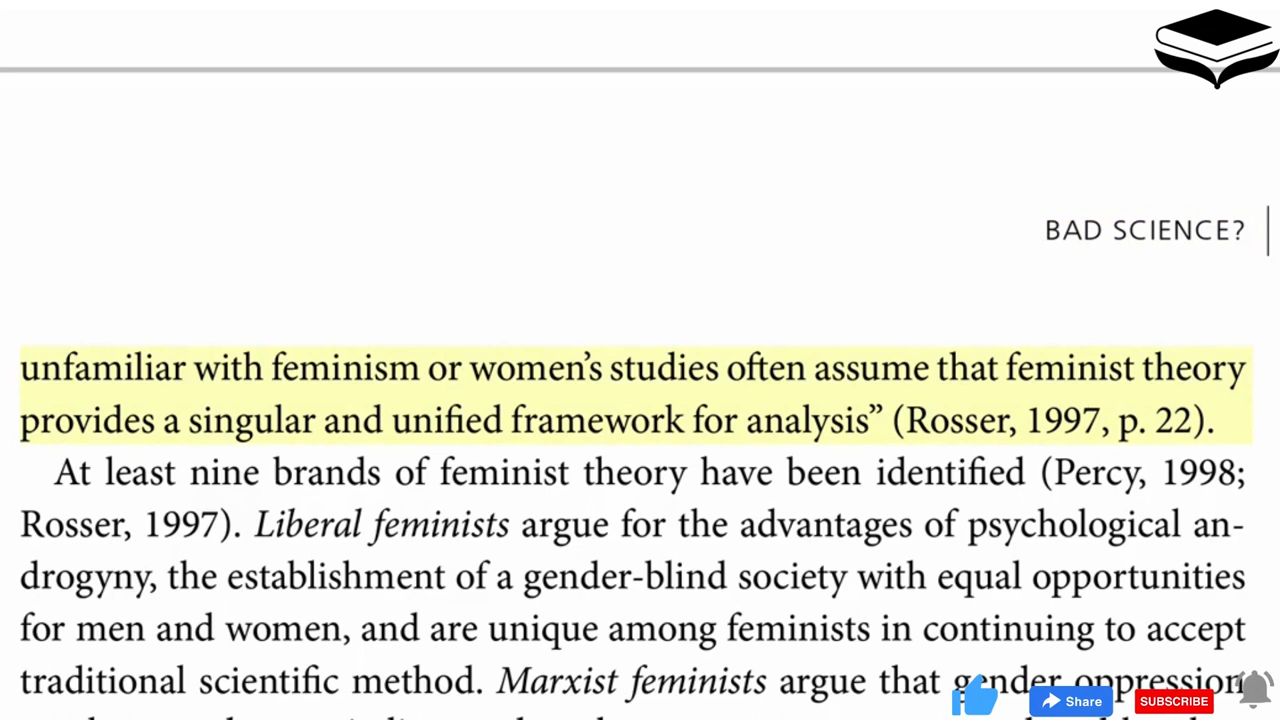 BAD SCIENCE?
unfamiliar with feminism or women’s studies often assume that feminist theory
provides a singular and unified framework for analysis” (Rosser, 1997, p. 22).
At least nine brands of feminist theory have been identified (Percy, 1998;
Rosser, 1997). Liberal feminists argue for the advantages of psychological an-
drogyny, the establishment of a gender-blind society with equal opportunities
for men and women, and are unique among feminists in continuing to accept
traditional scientific method. Marxist feminists argue that gender oppression
Share
SUBSCRIBE